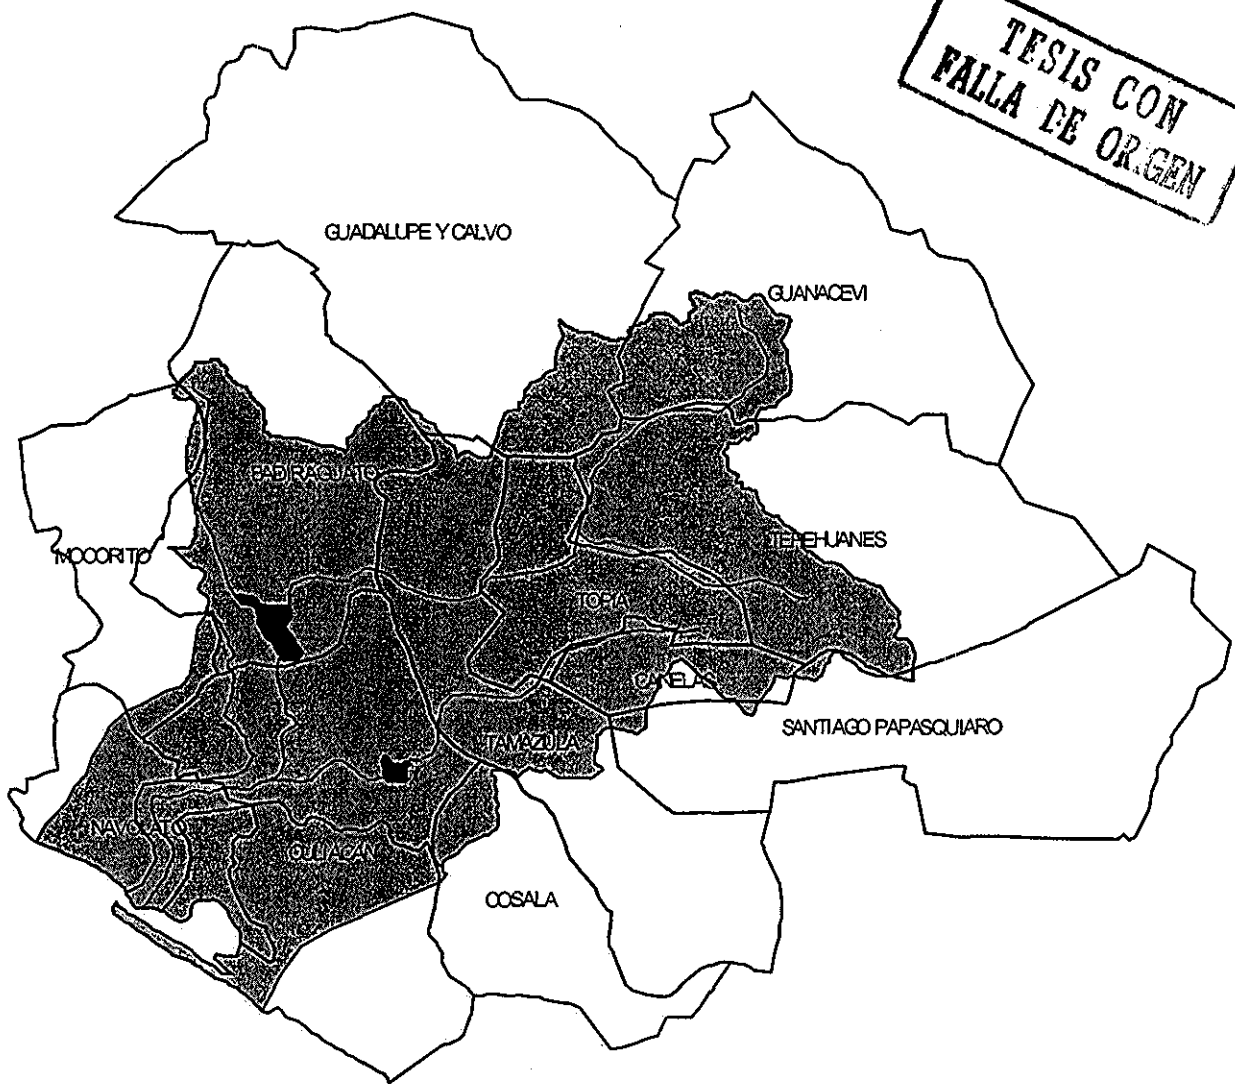 TESIS CON
FALLA DE ORIGEN
GUADALUPE Y CALVO
GUANACEVI
BADIRAGUATO
MOCORITO
TEPEHUANES
TOPIA
CANELAS
SANTIAGO PAPASQUIARO
TAMAZULA
NAVOLATO
CULIACAN
COSALA